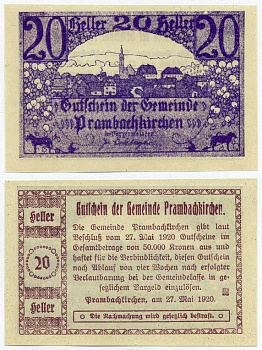 Heller 20 Heller
20 20
Gutschein der Gemeinde
Prambachkirchen
Heller
20
Heller
Gutschein der Gemeinde Prambachkirchen.
Die Gemeinde Prambachkirchen gibt laut
Beschluß vom 27. Mai 1920 Gutscheine im
Gesamtbetrage von 50.000 Kronen aus und
haftet für die Verbindlichkeit, diesen Gutschein
nach Ablauf von vier Wochen nach erfolgter
Verlautbarung bei der Gemeindekasse in ge-
setzlichem Bargeld einzulösen.
Prambachkirchen, am 27. Mai 1920.
Die Nachmachung wird gesetzlich bestraft.